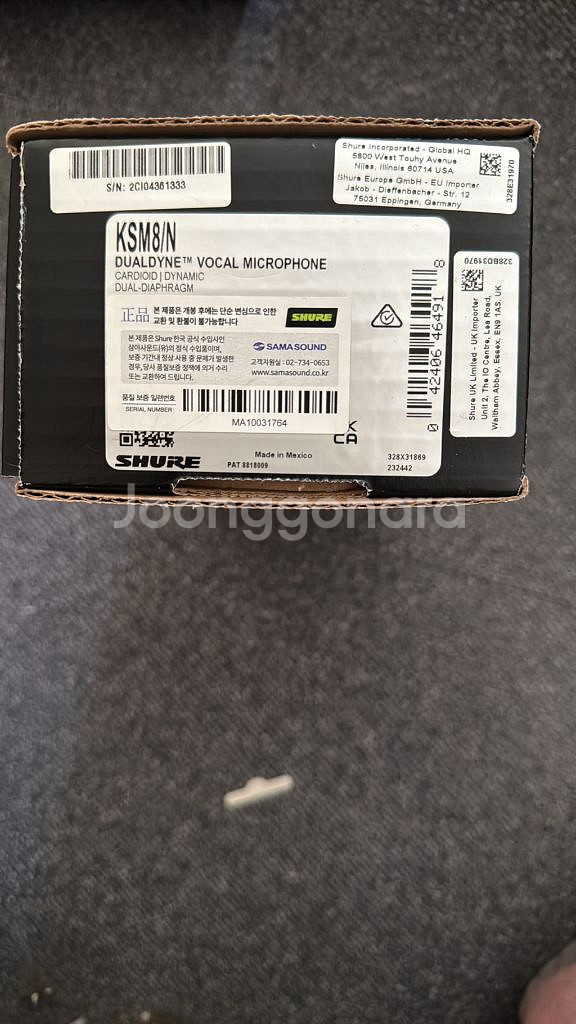 S/N: 2CI04361333
Shure Incorporated - Global HQ
5800 West Touhy Avenue
Niles, Illinois 60714 USA
Shure Europe GmbH - EU Importer
Jakob - Dieffenbacher - Str. 12
75031 Eppingen, Germany
328E31970
KSM8/N
DUALDYNE™ VOCAL MICROPHONE
CARDIOID | DYNAMIC
DUAL-DIAPHRAGM
正品 본 제품은 개봉 후에는 단순 변심으로 인한
교환 및 환불이 불가능합니다
SHURE
본 제품은 Shure 한국 공식 수입사인
삼아사운드(유)의 정식 수입품이며,
보증 기간내 정상 사용 중 문제가 발생한
경우, 당사 품질보증 정책에 의거 수리
또는 교환하여 드립니다.
SAMASOUND
고객지원실 : 02-734-0653
www.samasound.co.kr
품질 보증 일련번호
SERIAL NUMBER
MA10031764
CA
SHURE
Made in Mexico
PAT 8818009
328X31869
232442
0 42406 46491 8
328BD31970
Shure UK Limited - UK Importer
Unit 2, The IO Centre, Lea Road,
Waltham Abbey, Essex, EN9 1AS, UK
Joonggonara